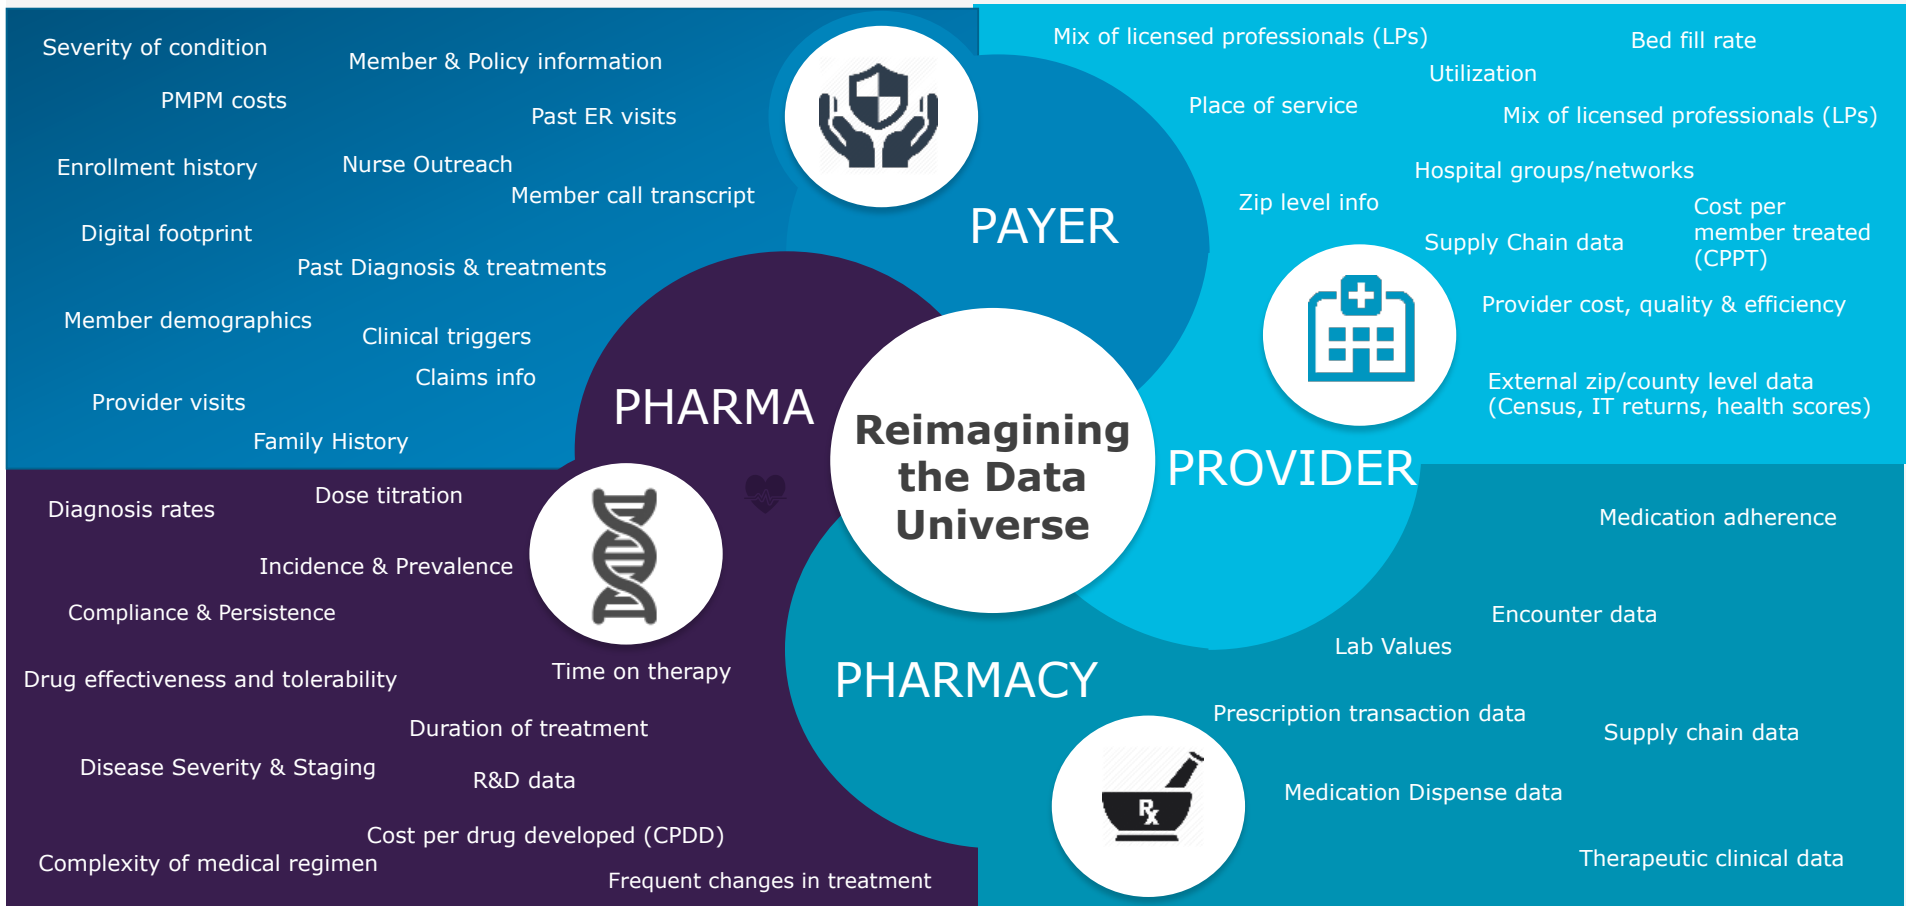 Severity of condition
Member & Policy information
PMPM costs
Past ER visits
Enrollment history
Nurse Outreach
Member call transcript
Digital footprint
Past Diagnosis & treatments
Member demographics
Clinical triggers
Claims info
Provider visits
Family History
PAYER
Mix of licensed professionals (LPs)
Bed fill rate
Utilization
Place of service
Mix of licensed professionals (LPs)
Hospital groups/networks
Zip level info
Cost per
member treated
(CPPT)
Supply Chain data
Provider cost, quality & efficiency
External zip/county level data
(Census, IT returns, health scores)
PROVIDER
PHARMA
Reimagining
the Data
Universe
Diagnosis rates
Dose titration
Incidence & Prevalence
Compliance & Persistence
Drug effectiveness and tolerability
Time on therapy
Duration of treatment
Disease Severity & Staging
R&D data
Cost per drug developed (CPDD)
Complexity of medical regimen
Frequent changes in treatment
PHARMACY
Medication adherence
Encounter data
Lab Values
Prescription transaction data
Supply chain data
Medication Dispense data
Rx
Therapeutic clinical data